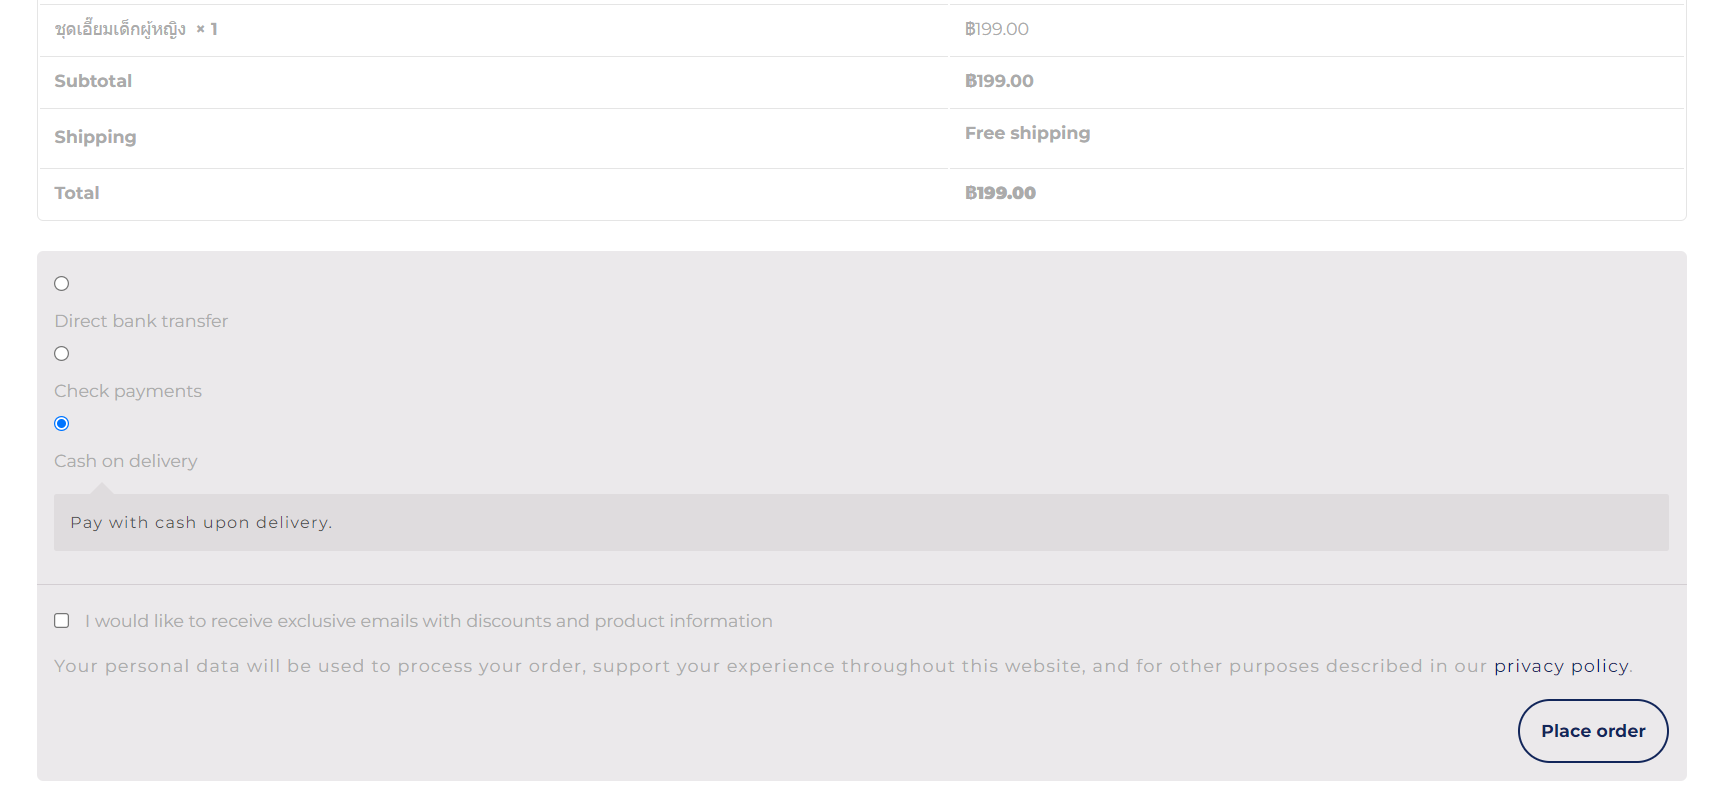 ชุดเอี๊ยมเด็กผู้หญิง × 1 ฿199.00
Subtotal ฿199.00
Shipping Free shipping
Total ฿199.00
Direct bank transfer
Check payments
Cash on delivery
Pay with cash upon delivery.
I would like to receive exclusive emails with discounts and product information
Your personal data will be used to process your order, support your experience throughout this website, and for other purposes described in our privacy policy.
Place order